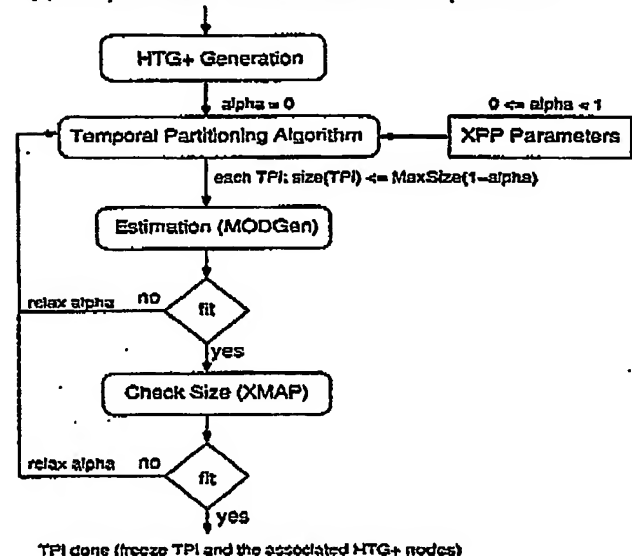 HTG+ Generation
alpha = 0
0 <= alpha < 1
Temporal Partitioning Algorithm
XPP Parameters
each TPi: size(TPi) <= MaxSize(1-alpha)
Estimation (MODGen)
relax alpha
no
fit
yes
Check Size (XMAP)
relax alpha
no
fit
yes
TPi done (freeze TPi and the associated HTG+ nodes)